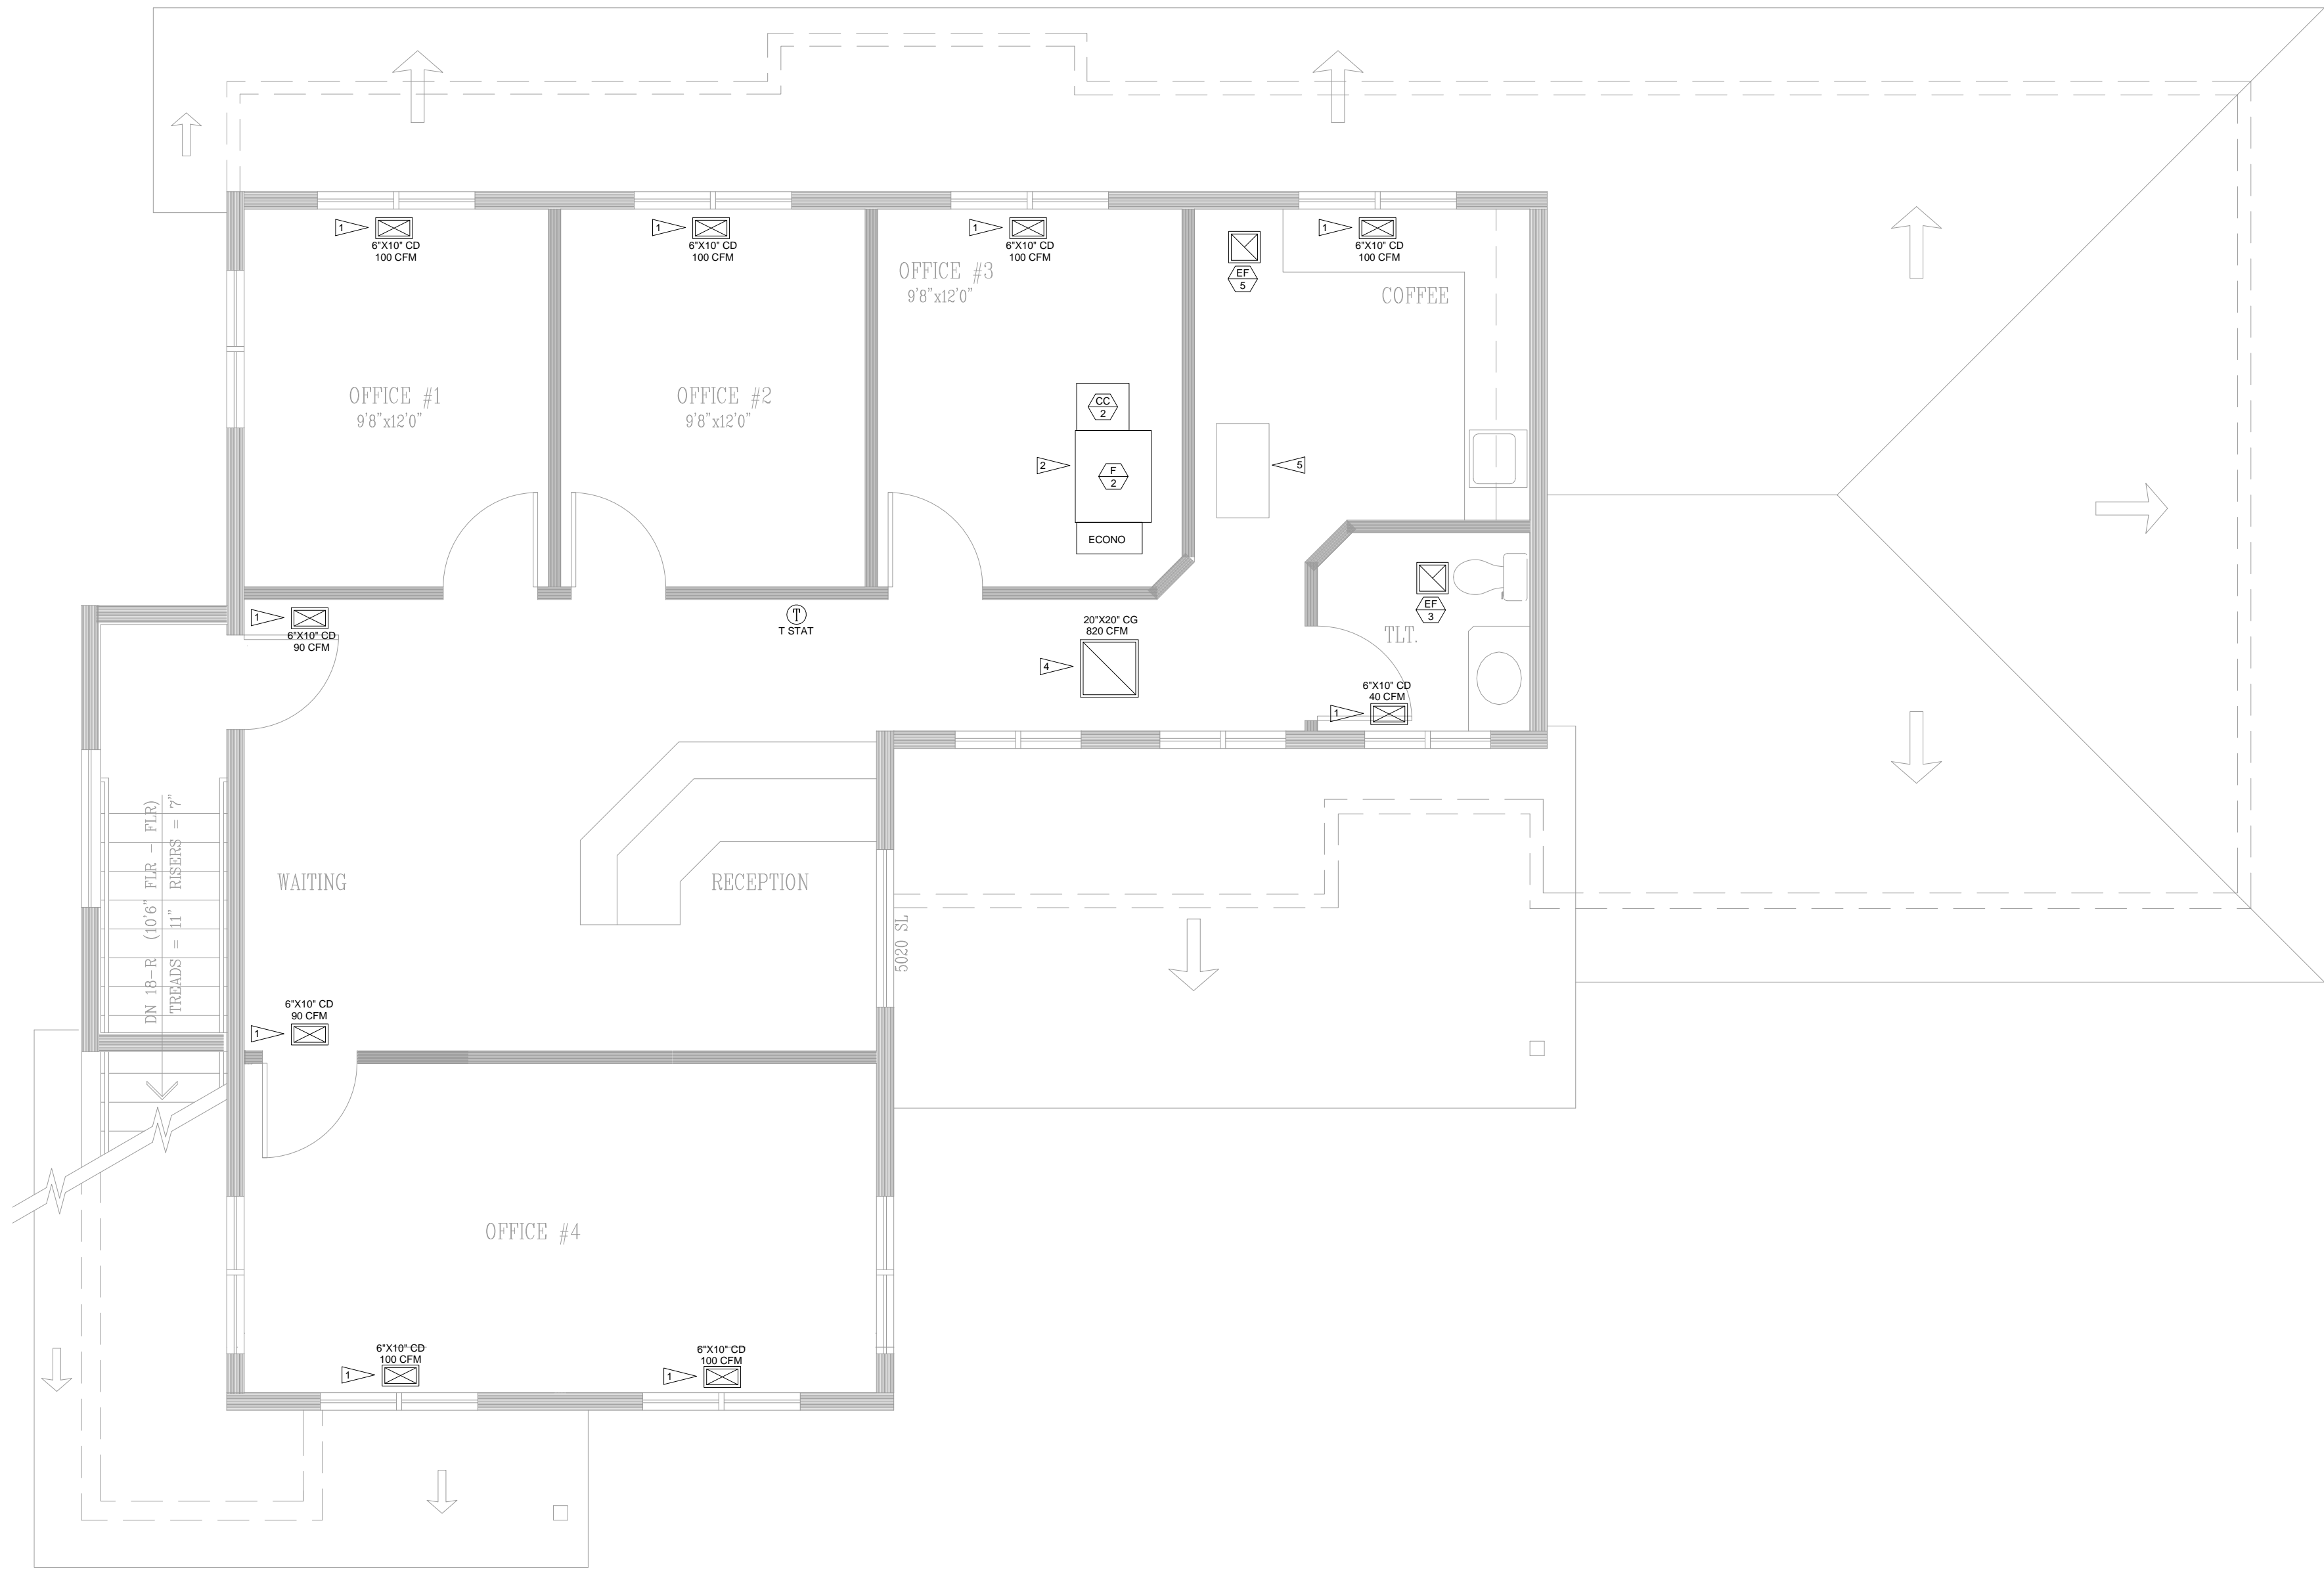 1
6"X10" CD
100 CFM
1
6"X10" CD
100 CFM
1
6"X10" CD
100 CFM
EF
5
1
6"X10" CD
100 CFM
OFFICE #3
9'8"x12'0"
COFFEE
OFFICE #1
9'8"x12'0"
OFFICE #2
9'8"x12'0"
CC
2
2
F
2
5
ECONO
1
6"X10" CD
90 CFM
T
T STAT
20"X20" CG
820 CFM
4
EF
3
TLT.
6"X10" CD
40 CFM
1
DN 18-R (10'6" FLR - FLR)
TREADS = 11" RISERS = 7"
WAITING
RECEPTION
5020 SL
6"X10" CD
90 CFM
1
OFFICE #4
6"X10" CD
100 CFM
1
6"X10" CD
100 CFM
1